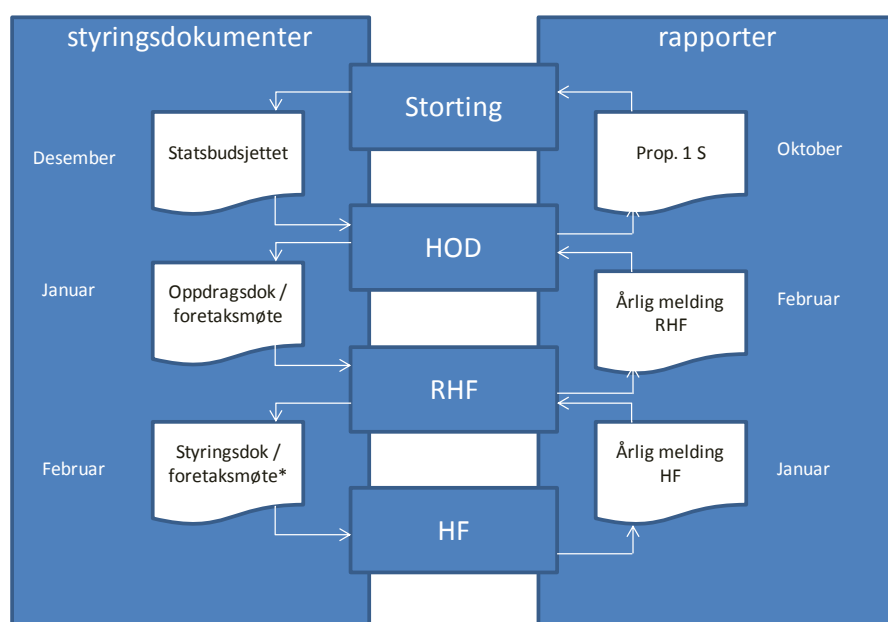 styringsdokumenter
rapporter
Storting
Desember
Statsbudsjettet
Prop. 1 S
Oktober
HOD
Januar
Oppdragsdok /
foretaksmøte
Årlig melding
RHF
Februar
RHF
Februar
Styringsdok /
foretaksmøte*
Årlig melding
HF
Januar
HF